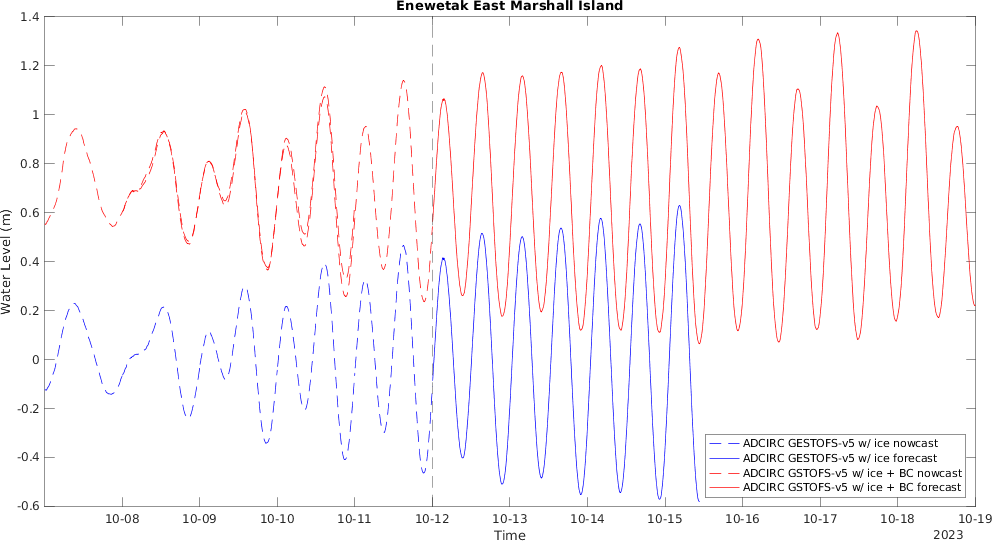 Enewetak East Marshall Island
1.4
1.2
1
0.8
0.6
0.4
0.2
0
-0.2
-0.4
-0.6
Water Level (m)
ADCIRC GESTOFS-v5 w/ ice nowcast
ADCIRC GESTOFS-v5 w/ ice forecast
ADCIRC GSTOFS-v5 w/ ice + BC nowcast
ADCIRC GSTOFS-v5 w/ ice + BC forecast
10-08 10-09 10-10 10-11 10-12 10-13 10-14 10-15 10-16 10-17 10-18 10-19
Time
2023